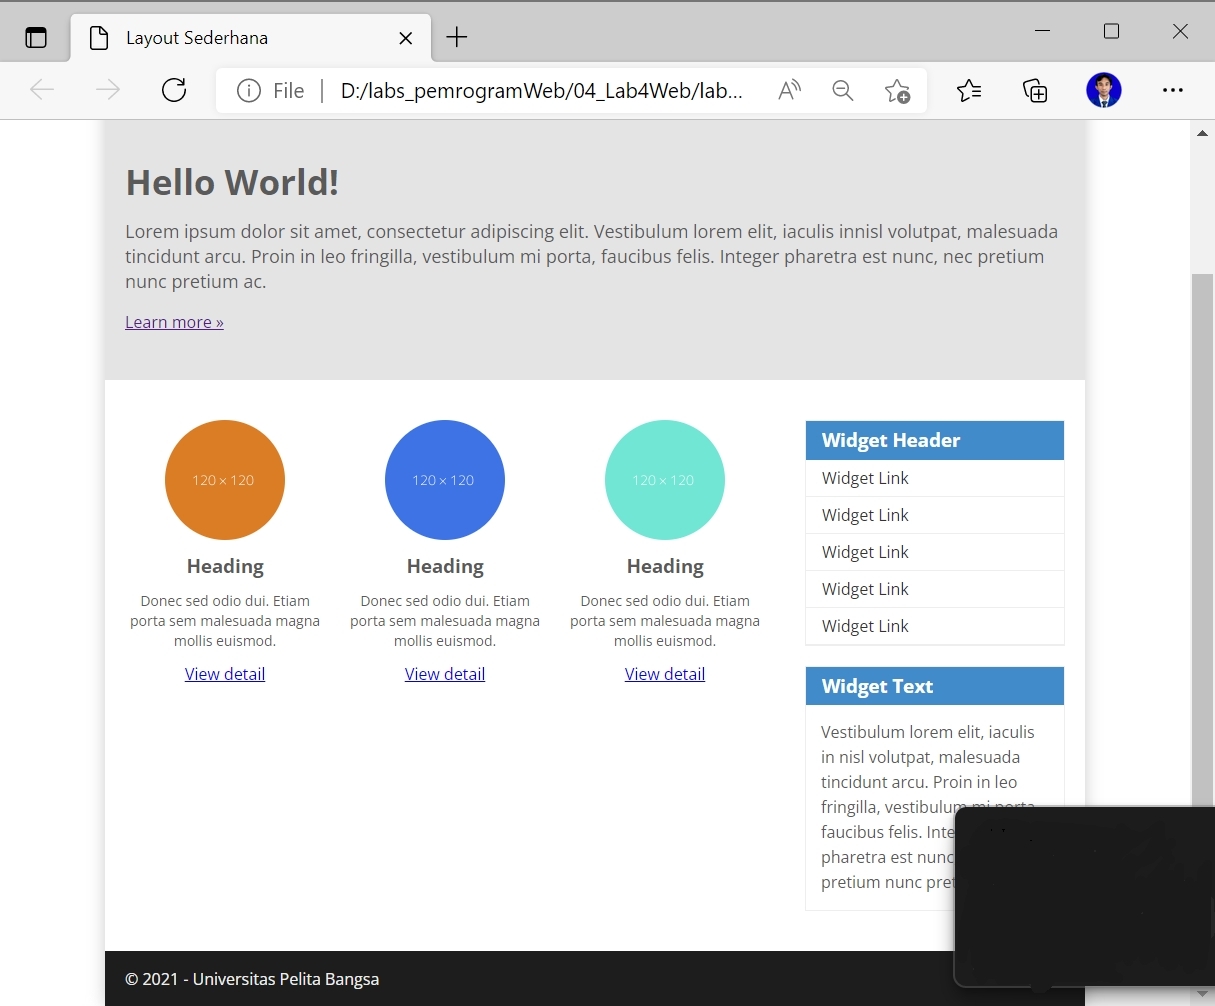 Layout Sederhana
File
D:/labs_pemrogramWeb/04_Lab4Web/lab...
Hello World!
Lorem ipsum dolor sit amet, consectetur adipiscing elit. Vestibulum lorem elit, iaculis innisl volutpat, malesuada
tincidunt arcu. Proin in leo fringilla, vestibulum mi porta, faucibus felis. Integer pharetra est nunc, nec pretium
nunc pretium ac.
Learn more »
120 × 120
Heading
Donec sed odio dui. Etiam
porta sem malesuada magna
mollis euismod.
View detail
120 × 120
Heading
Donec sed odio dui. Etiam
porta sem malesuada magna
mollis euismod.
View detail
120 × 120
Heading
Donec sed odio dui. Etiam
porta sem malesuada magna
mollis euismod.
View detail
Widget Header
Widget Link
Widget Link
Widget Link
Widget Link
Widget Link
Widget Text
Vestibulum lorem elit, iaculis
in nisl volutpat, malesuada
tincidunt arcu. Proin in leo
fringilla, vestibulum mi porta,
faucibus felis.
pharetra est nunc
pretium nunc
© 2021 - Universitas Pelita Bangsa